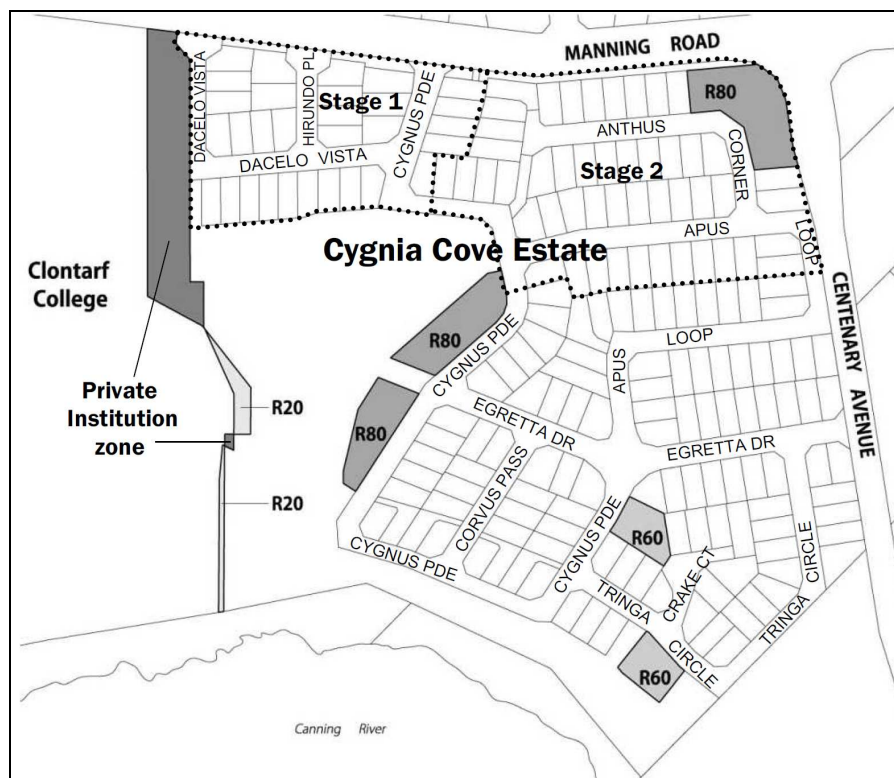 MANNING ROAD
R80
DACELO VISTA
HIRUNDO PL
Stage 1
CYGNUS PDE
ANTHUS
CORNER
DACELO VISTA
Stage 2
APUS
LOOP
Cygnia Cove Estate
Clontarf
College
CENTENARY AVENUE
R80
CYGNUS PDE
LOOP
APUS
Private
Institution
zone
R20
R80
EGRETTA DR
EGRETTA DR
CORVUS PASS
R20
CYGNUS PDE
R60
CYGNUS PDE
TRINGA
CIRCLE
CRAKE CT
TRINGA
CIRCLE
R60
Canning River